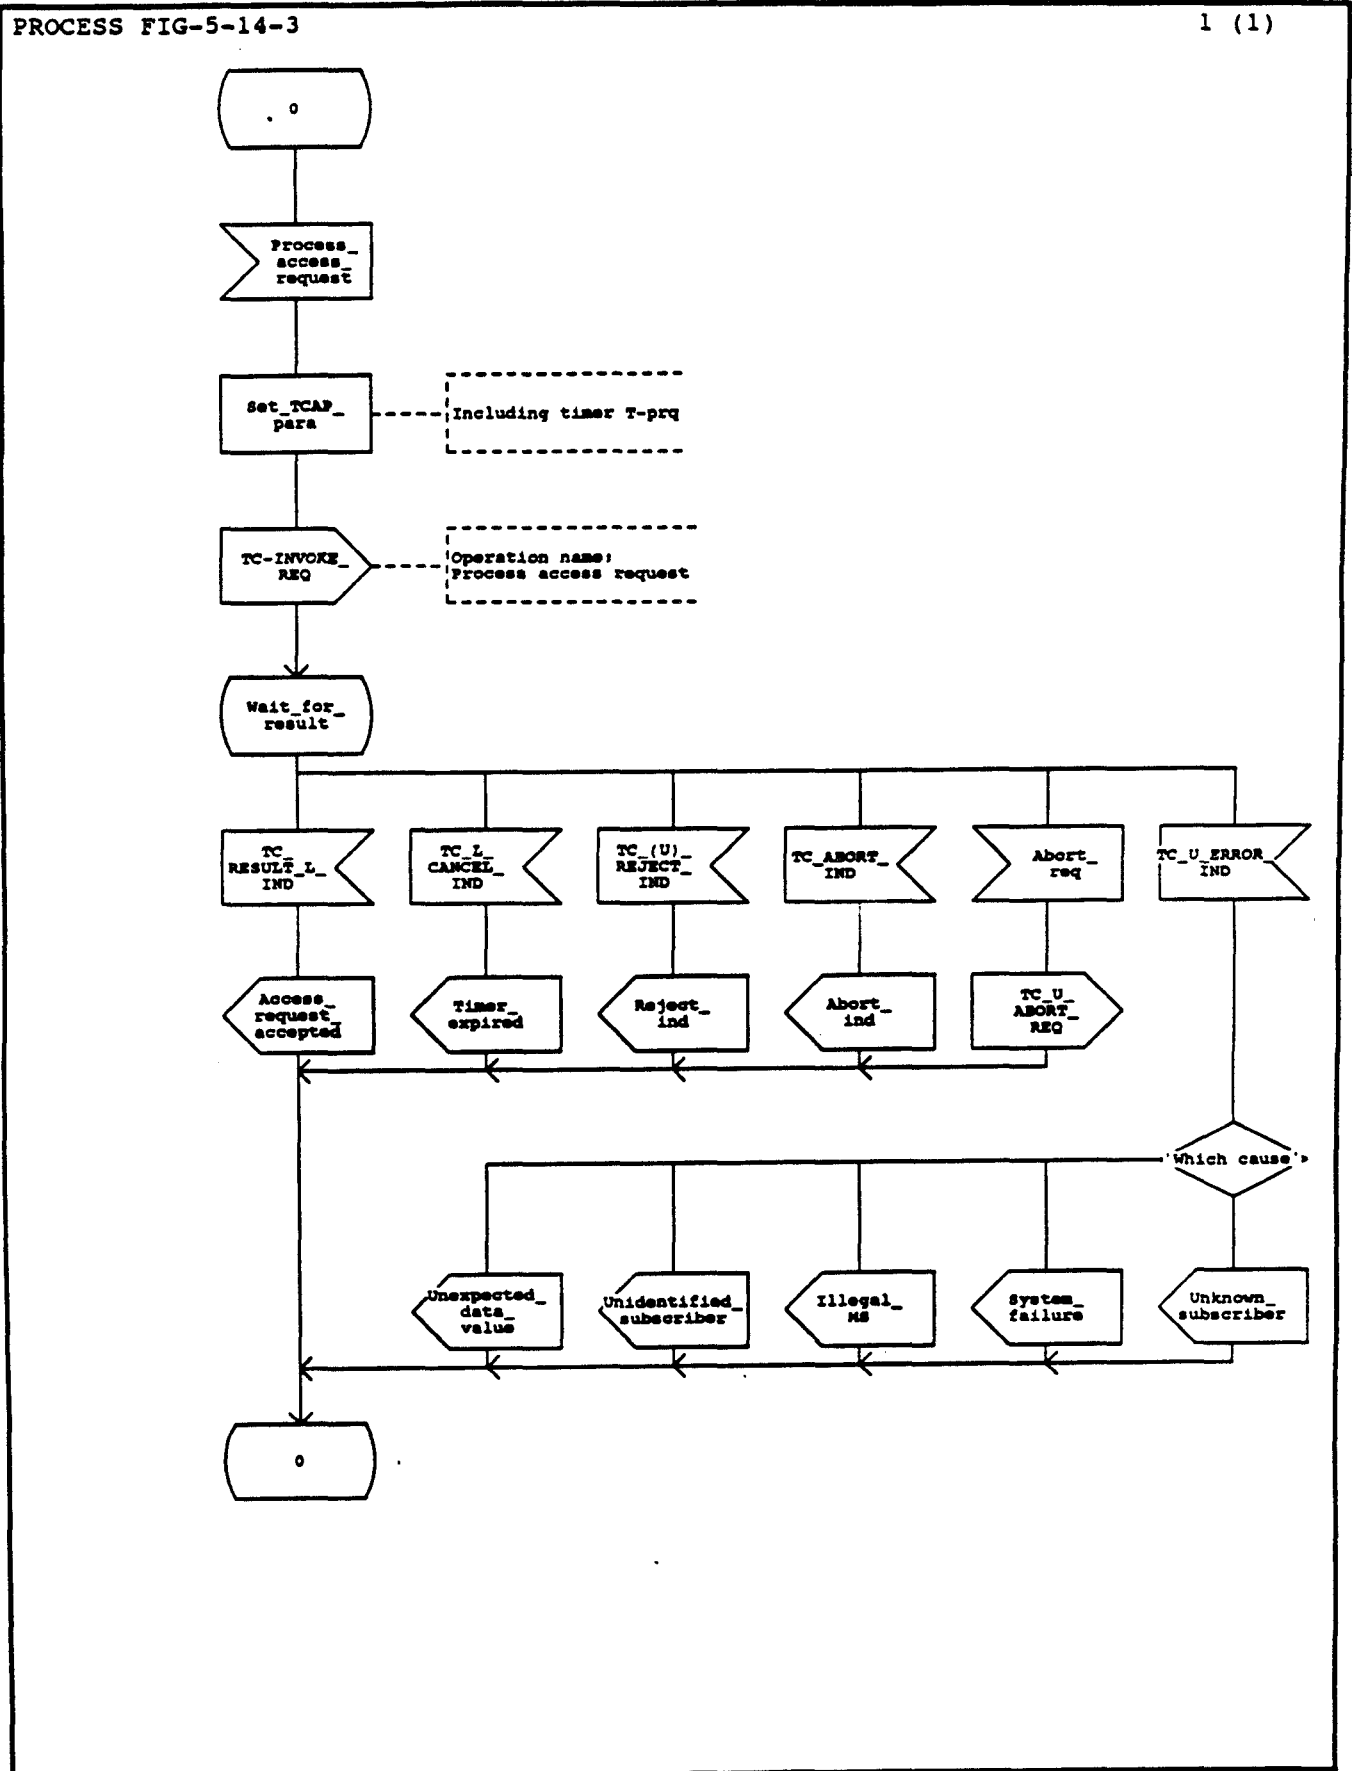 PROCESS FIG-5-14-3
1 (1)
0
Process_
access_
request
Set_TCAP_
para
Including timer T-prq
TC-INVOKE_
REQ
Operation name:
Process access request
Wait_for_
result
TC_
RESULT_L_
IND
TC_L_
CANCEL_
IND
TC_(U)_
REJECT_
IND
TC_ABORT_
IND
Abort_
req
TC_U_ERROR_
IND
Access_
request_
accepted
Timer_
expired
Reject_
ind
Abort_
ind
TC_U_
ABORT_
REQ
'Which cause'
Unexpected_
data_
value
Unidentified_
subscriber
Illegal_
MS
System_
failure
Unknown_
subscriber
0